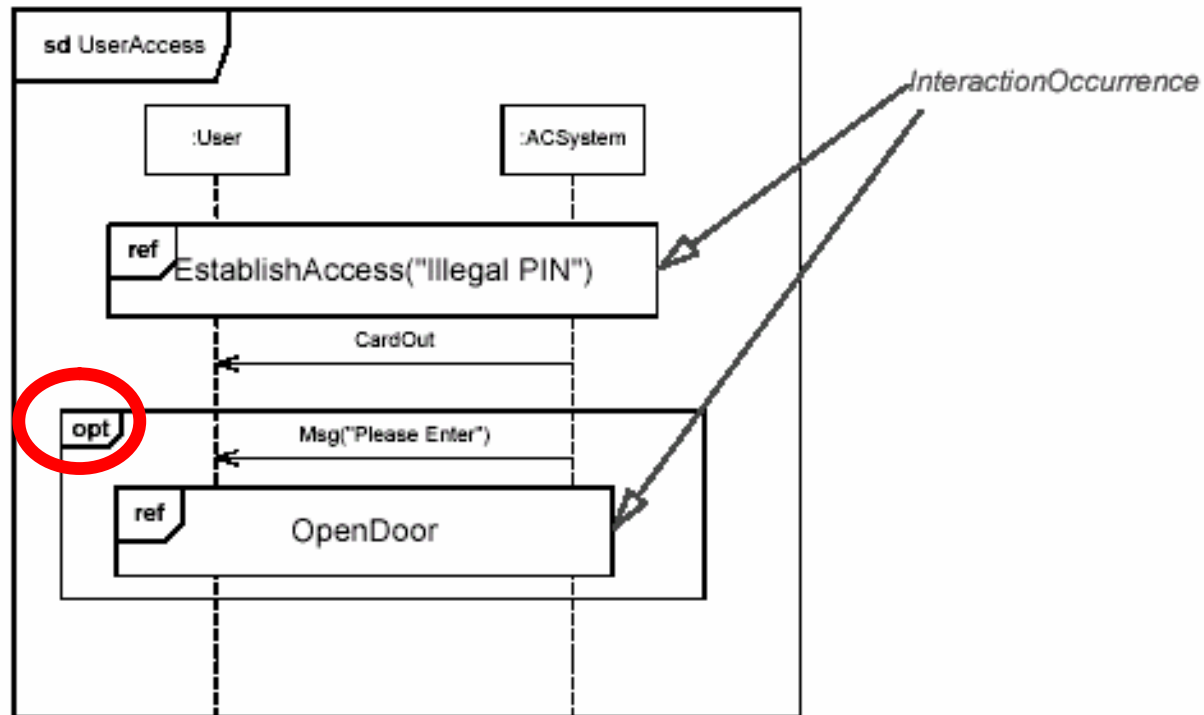 sd UserAccess
InteractionOccurrence
:User
:ACSystem
ref
EstablishAccess("Illegal PIN")
CardOut
opt
Msg("Please Enter")
ref
OpenDoor